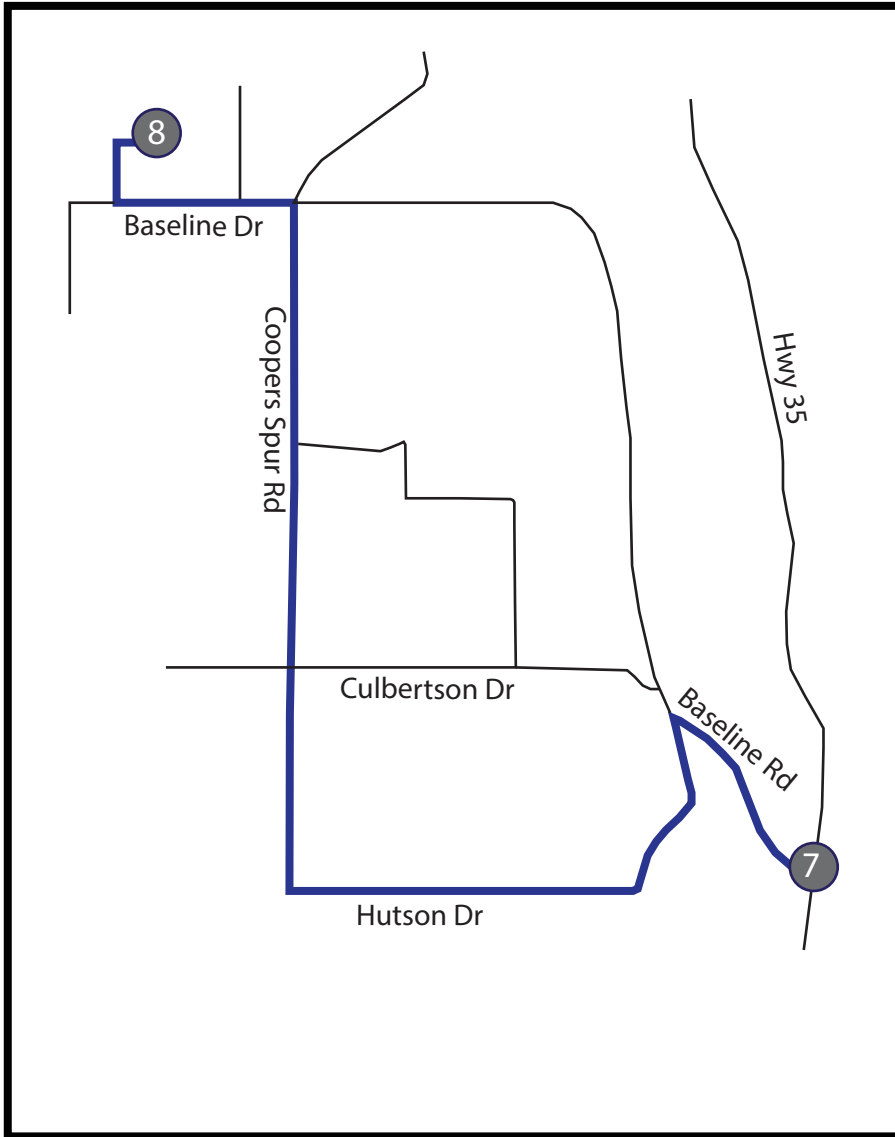 8
Baseline Dr
Coopers Spur Rd
Hwy 35
Culbertson Dr
Baseline Rd
7
Hutson Dr